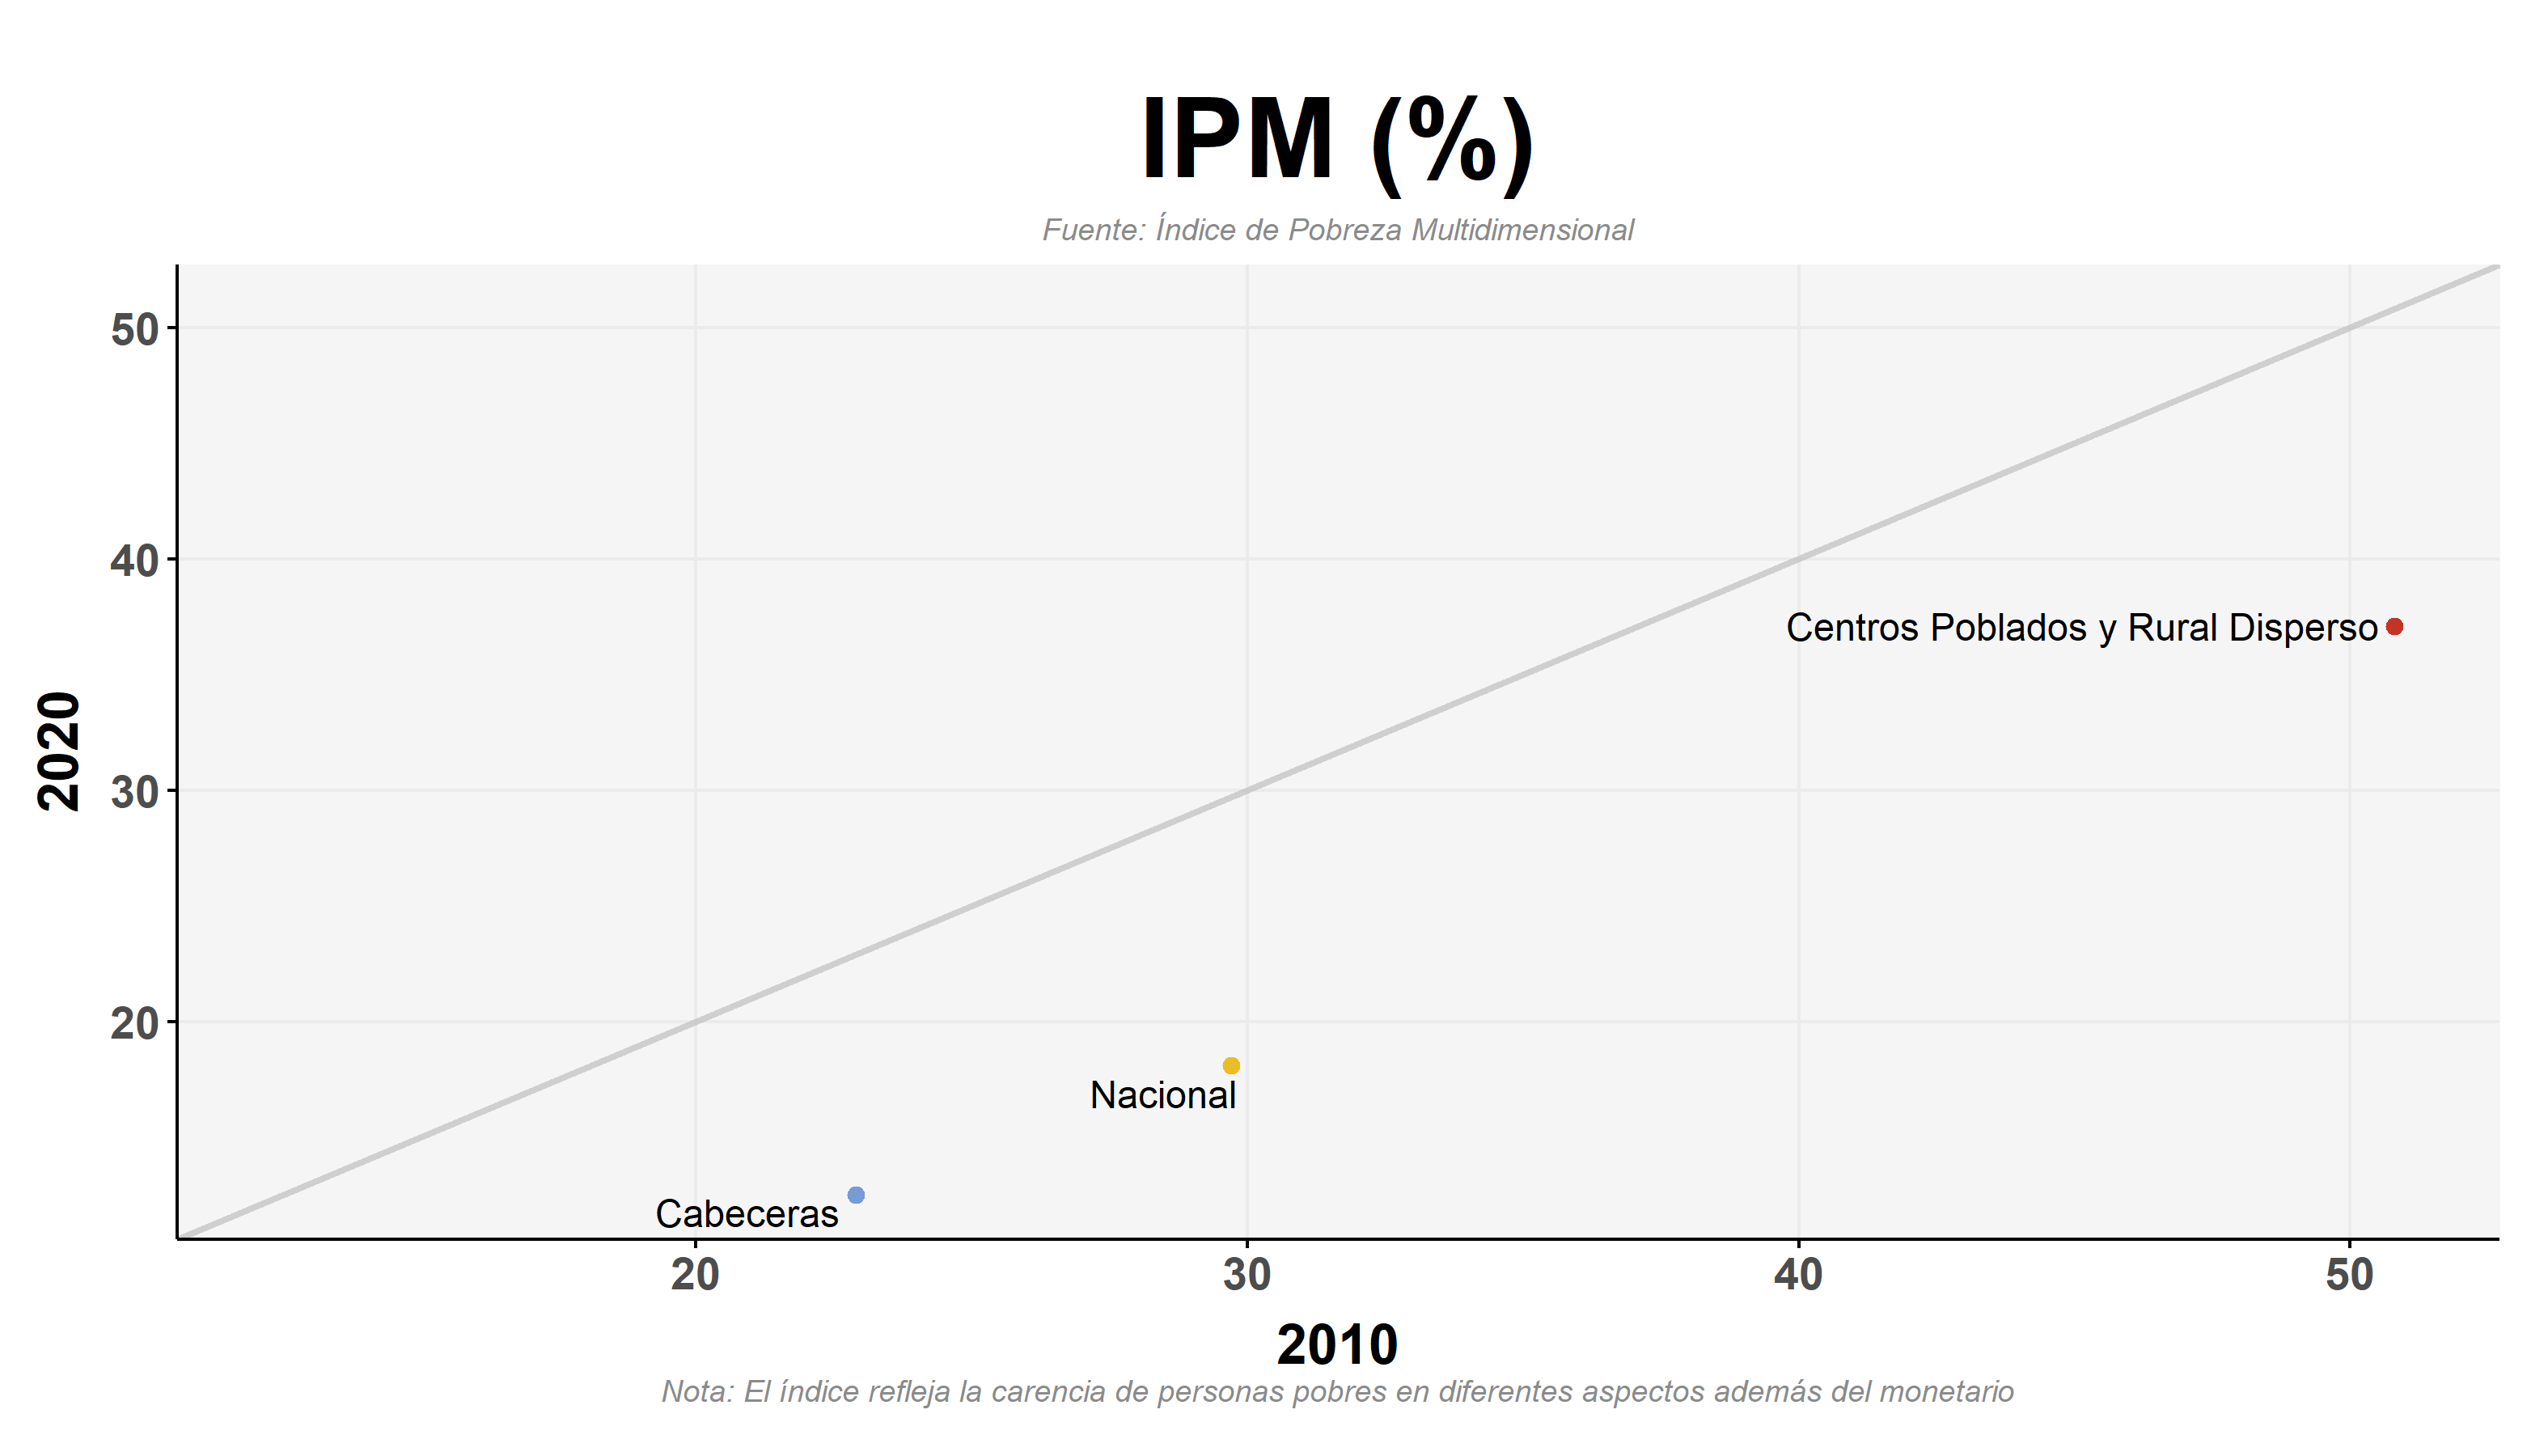 IPM (%)
Fuente: Índice de Pobreza Multidimensional
50
40
30
20
2020
Centros Poblados y Rural Disperso
Nacional
Cabeceras
20 30 40 50
2010
Nota: El índice refleja la carencia de personas pobres en diferentes aspectos además del monetario